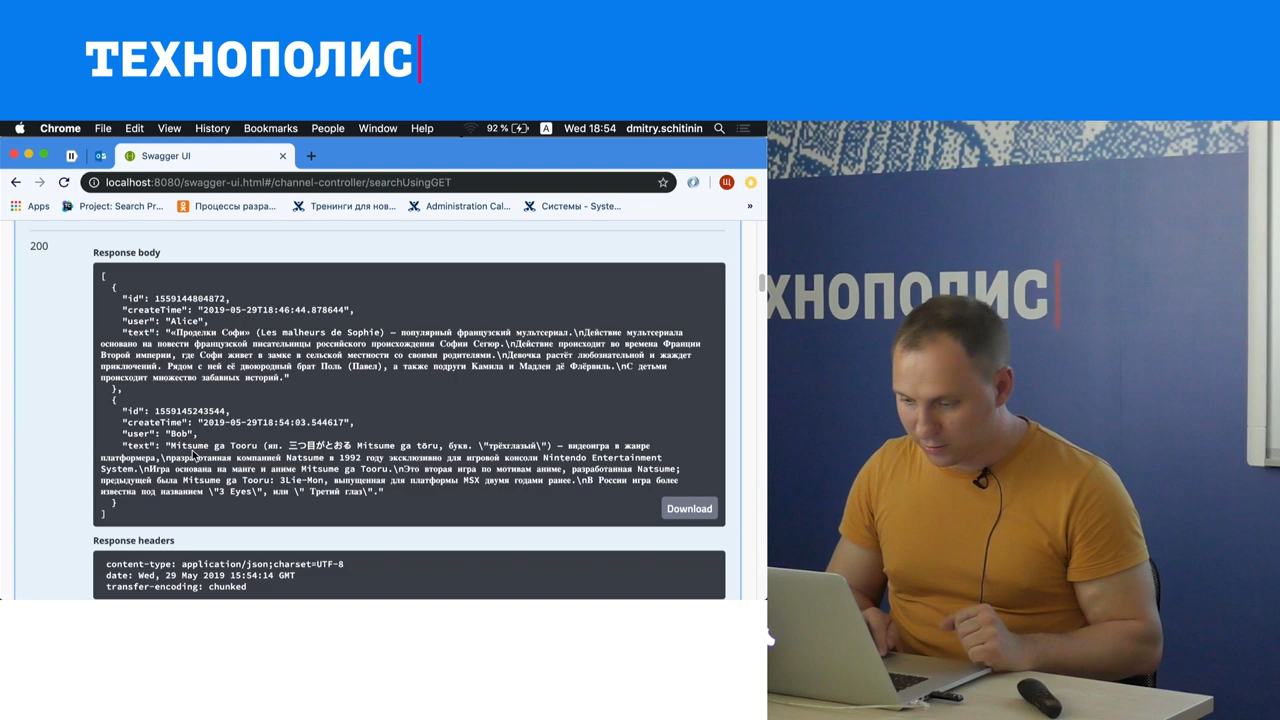 ТЕХНОПОЛИС
Chrome File Edit View History Bookmarks People Window Help 92 % A Wed 18:54 dmitry.schitinin
Swagger UI
localhost:8080/swagger-ui.html#/channel-controller/searchUsingGET
Щ
Apps Project: Search Pr... Процессы разра... Тренинги для нов... Administration Cal... Системы - Syste... »
200
Response body
[
{
"id": 1559144804872,
"createTime": "2019-05-29T18:46:44.878644",
"user": "Alice",
"text": "«Проделки Софи» (Les malheurs de Sophie) — популярный французский мультсериал.\nДействие мультсериала
основано на повести французской писательницы российского происхождения Софии Сегюр.\nДействие происходит во времена Франции
Второй империи, где Софи живет в замке в сельской местности со своими родителями.\nДевочка растёт любознательной и жаждет
приключений. Рядом с ней её двоюродный брат Поль (Павел), а также подруги Камила и Мадлен дё Флёрвиль.\nС детьми
происходит множество забавных историй."
},
{
"id": 1559145243544,
"createTime": "2019-05-29T18:54:03.544617",
"user": "Bob",
"text": "Mitsume ga Tooru (яп. 三つ目がとおる Mitsume ga tōru, букв. \"трёхглазый\") — видеоигра в жанре
платформера,\nразработанная компанией Natsume в 1992 году эксклюзивно для игровой консоли Nintendo Entertainment
System.\nИгра основана на манге и аниме Mitsume ga Tooru.\nЭто вторая игра по мотивам аниме, разработанная Natsume;
предыдущей была Mitsume ga Tooru: 3Lie-Mon, выпущенная для платформы MSX двумя годами ранее.\nВ России игра более
известна под названием \"3 Eyes\", или \" Третий глаз\"."
}
]
Download
Response headers
content-type: application/json;charset=UTF-8
date: Wed, 29 May 2019 15:54:14 GMT
transfer-encoding: chunked
ХНОПОЛИС